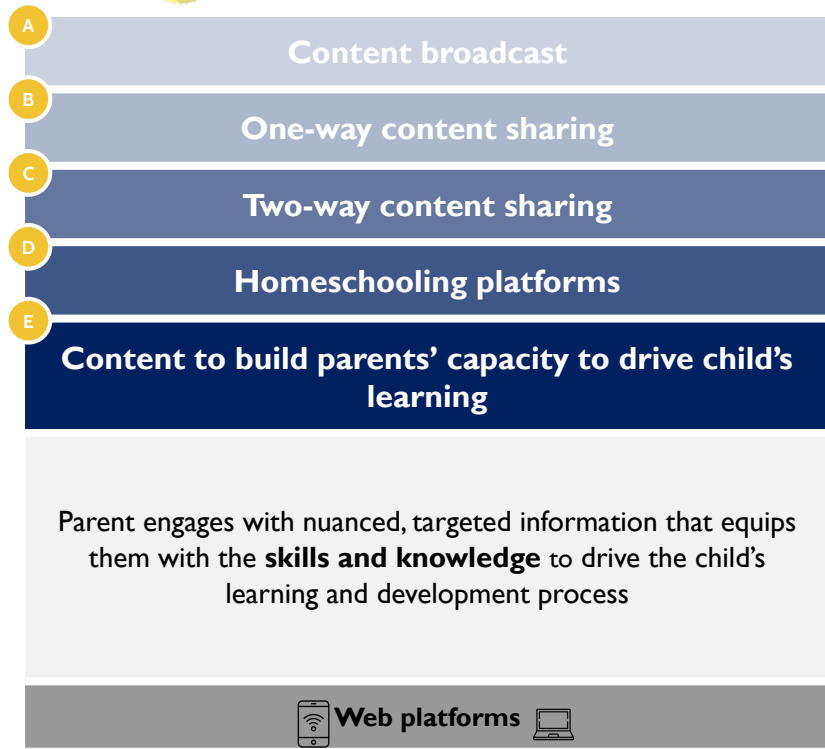 A
Content broadcast
B
One-way content sharing
C
Two-way content sharing
D
Homeschooling platforms
E
Content to build parents’ capacity to drive child’s
learning
Parent engages with nuanced, targeted information that equips
them with the skills and knowledge to drive the child’s
learning and development process
Web platforms